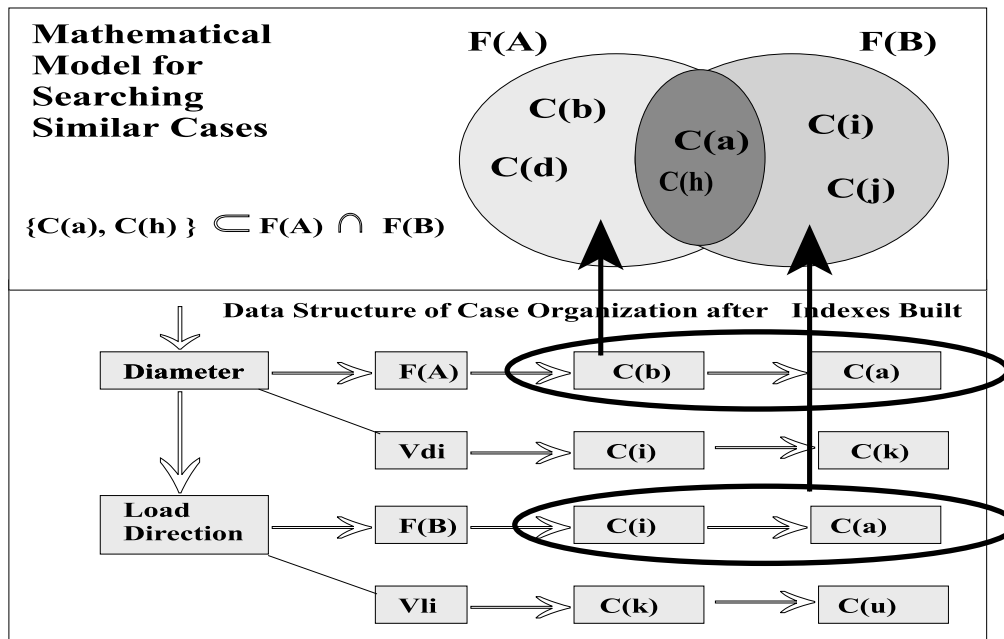 Mathematical
Model for
Searching
Similar Cases
{C(a), C(h) } ⊂ F(A) ∩ F(B)
F(A)
F(B)
C(b)
C(d)
C(a)
C(h)
C(i)
C(j)
Data Structure of Case Organization after Indexes Built
Diameter
F(A)
C(b)
C(a)
Vdi
C(i)
C(k)
Load
Direction
F(B)
C(i)
C(a)
Vli
C(k)
C(u)